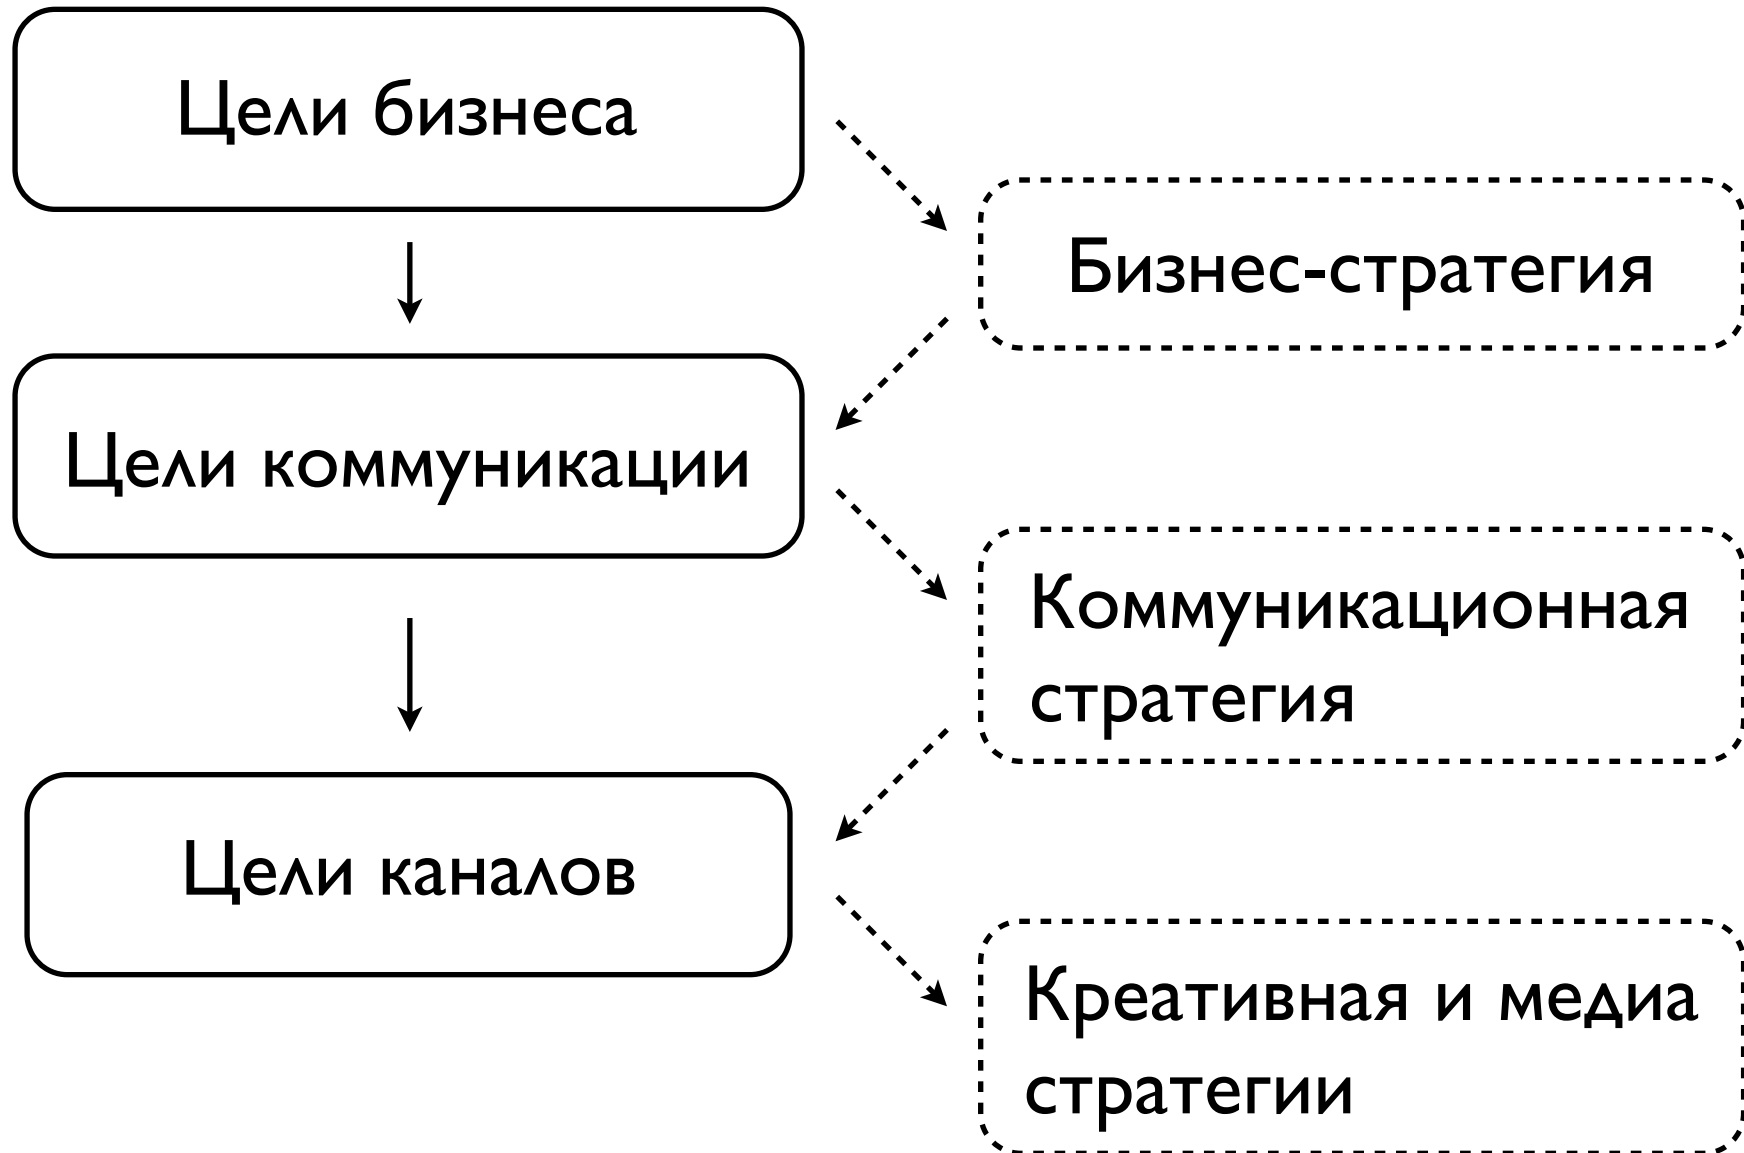 Цели бизнеса
Бизнес-стратегия
Цели коммуникации
Коммуникационная
стратегия
Цели каналов
Креативная и медиа
стратегии